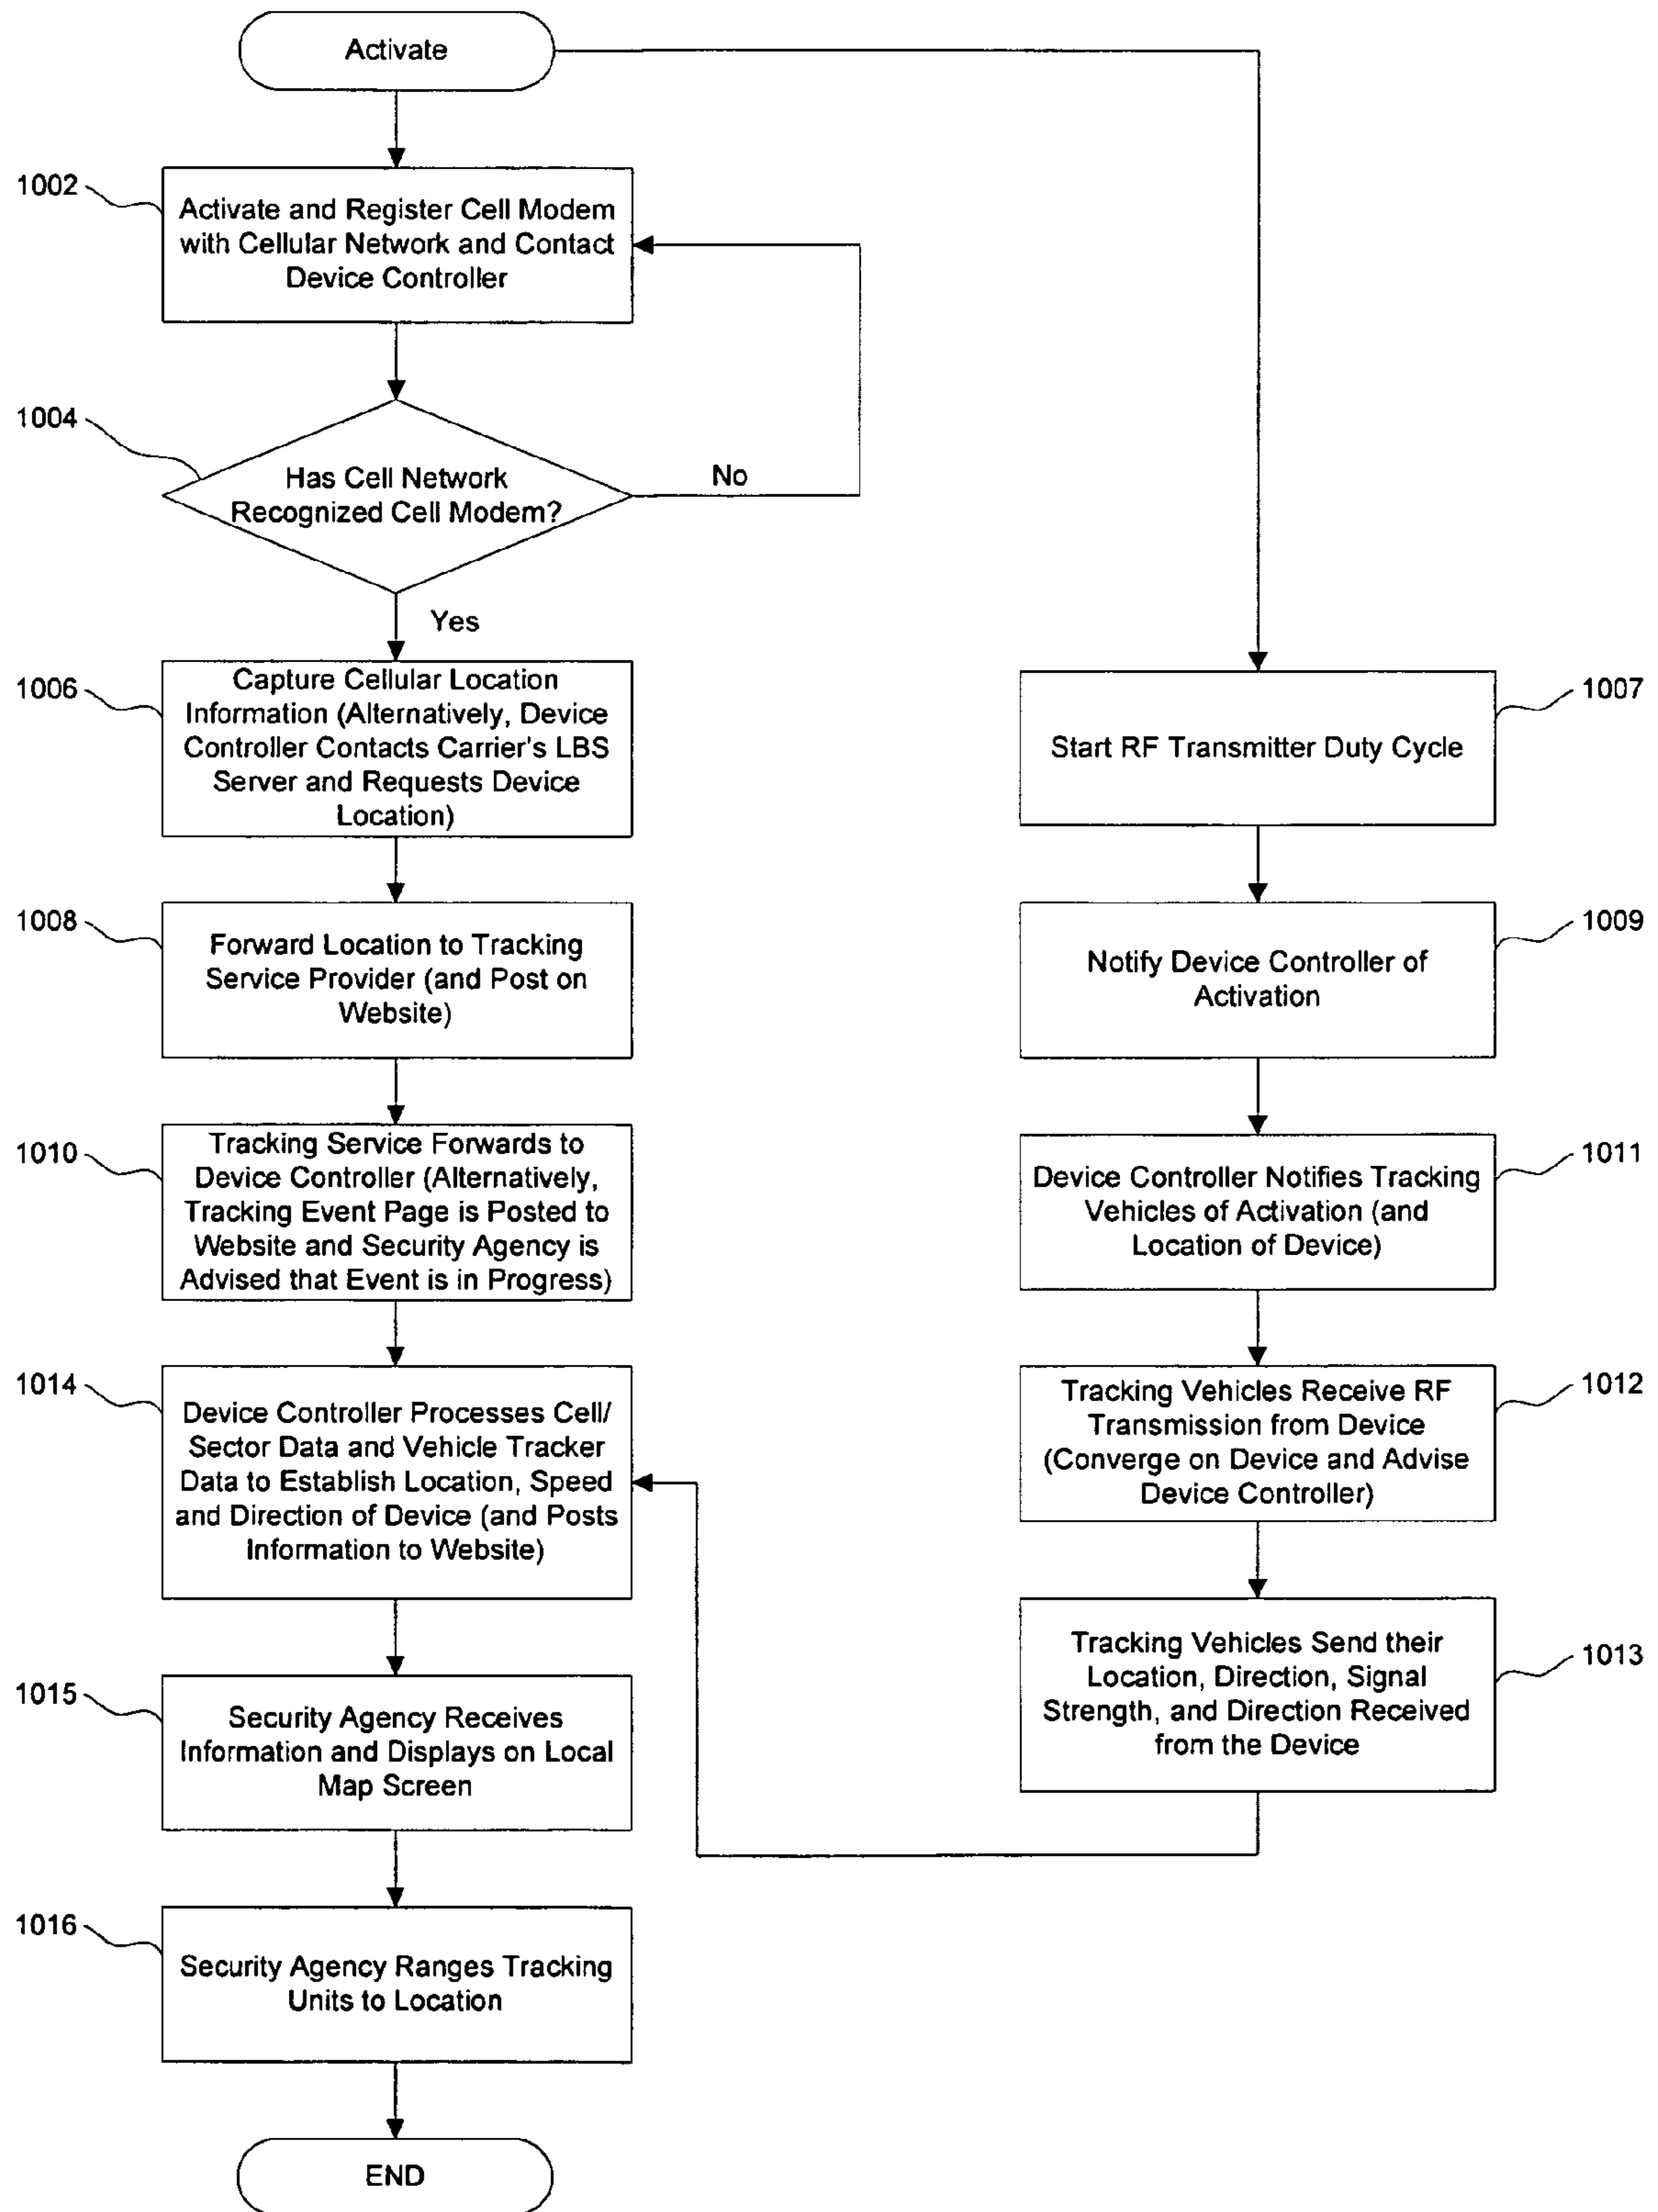 Activate
1002
Activate and Register Cell Modem
with Cellular Network and Contact
Device Controller
1004
Has Cell Network
Recognized Cell Modem?
No
Yes
1006
Capture Cellular Location
Information (Alternatively, Device
Controller Contacts Carrier's LBS
Server and Requests Device
Location)
1008
Forward Location to Tracking
Service Provider (and Post on
Website)
1010
Tracking Service Forwards to
Device Controller (Alternatively,
Tracking Event Page is Posted to
Website and Security Agency is
Advised that Event is in Progress)
1014
Device Controller Processes Cell/
Sector Data and Vehicle Tracker
Data to Establish Location, Speed
and Direction of Device (and Posts
Information to Website)
1015
Security Agency Receives
Information and Displays on Local
Map Screen
1016
Security Agency Ranges Tracking
Units to Location
END
1007
Start RF Transmitter Duty Cycle
1009
Notify Device Controller of
Activation
1011
Device Controller Notifies Tracking
Vehicles of Activation (and
Location of Device)
1012
Tracking Vehicles Receive RF
Transmission from Device
(Converge on Device and Advise
Device Controller)
1013
Tracking Vehicles Send their
Location, Direction, Signal
Strength, and Direction Received
from the Device